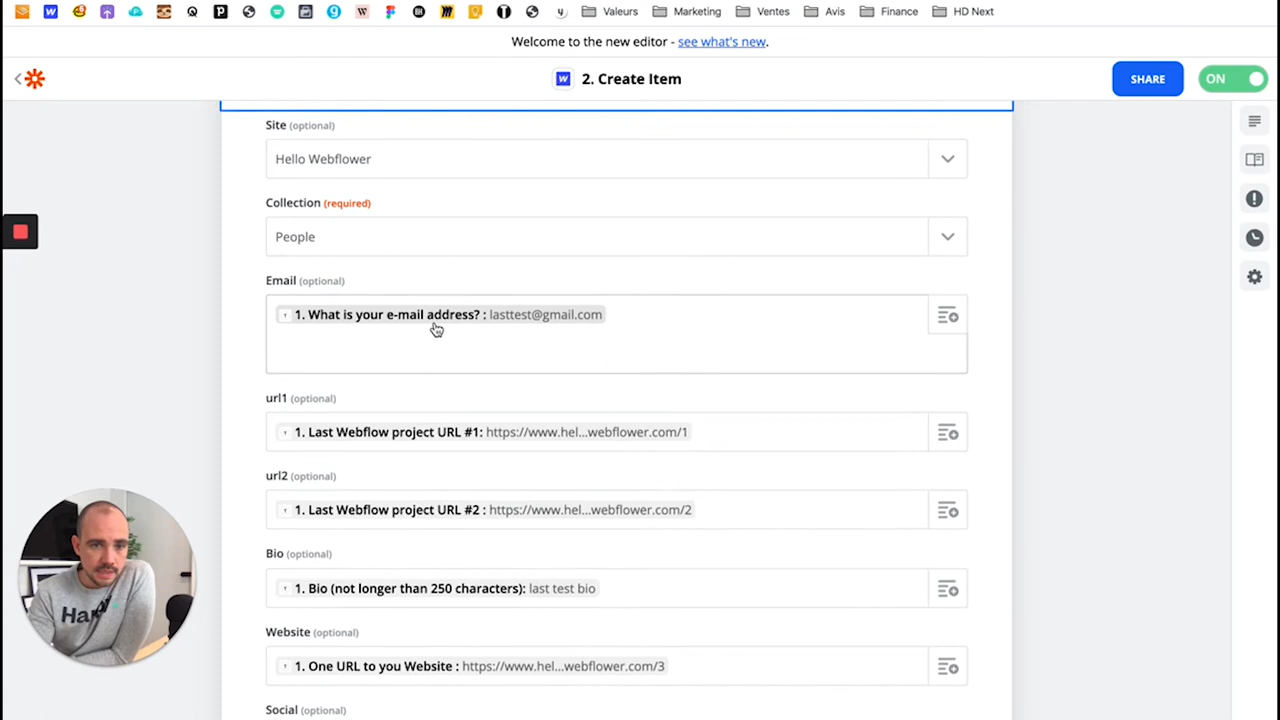 Valeurs Marketing Ventes Avis Finance HD Next
Welcome to the new editor - see what's new.
2. Create Item
SHARE
ON
Site (optional)
Hello Webflower
Collection (required)
People
Email (optional)
1. What is your e-mail address? : lasttest@gmail.com
url1 (optional)
1. Last Webflow project URL #1: https://www.hel...webflower.com/1
url2 (optional)
1. Last Webflow project URL #2 : https://www.hel...webflower.com/2
Bio (optional)
1. Bio (not longer than 250 characters): last test bio
Website (optional)
1. One URL to you Website : https://www.hel...webflower.com/3
Social (optional)